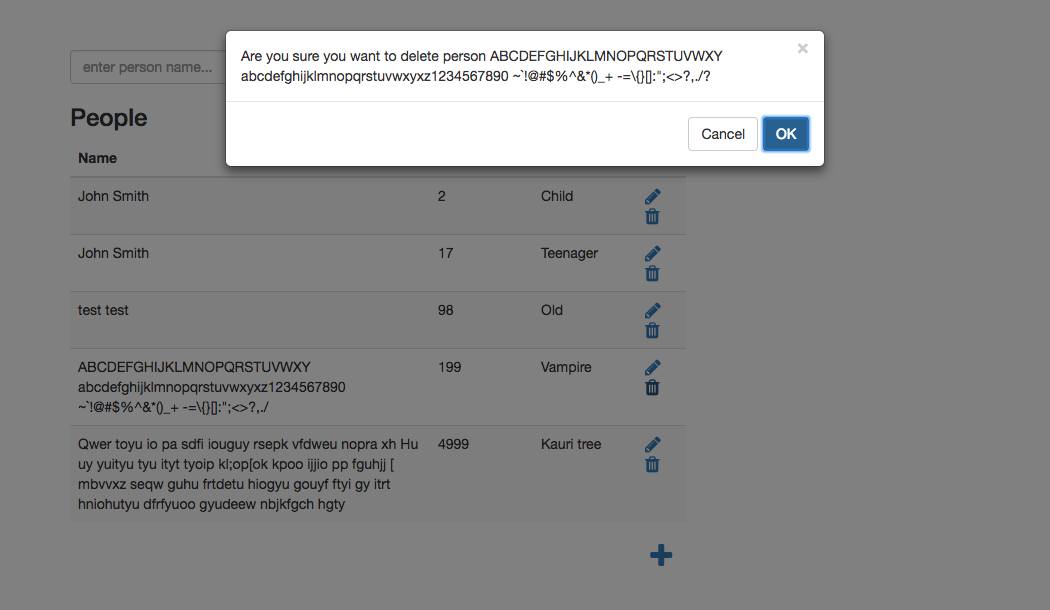 Are you sure you want to delete person ABCDEFGHIJKLMNOPQRSTUVWXY
abcdefghijklmnopqrstuvwxyxz1234567890 ~`!@#$%^&*()_+ -=\{}[]:";<>?,./?
×
Cancel OK
enter person name...
People
Name
John Smith 2 Child
John Smith 17 Teenager
test test 98 Old
ABCDEFGHIJKLMNOPQRSTUVWXY 199 Vampire
abcdefghijklmnopqrstuvwxyxz1234567890
~`!@#$%^&*()_+ -=\{}[]:";<>?,./
Qwer toyu io pa sdfi iouguy rsepk vfdweu nopra xh Hu 4999 Kauri tree
uy yuityu tyu ityt tyoip kl;op[ok kpoo ijjio pp fguhjj [
mbvvxz seqw guhu frtdetu hiogyu gouyf ftyi gy itrt
hniohutyu dfrfyuoo gyudeew nbjkfgch hgty